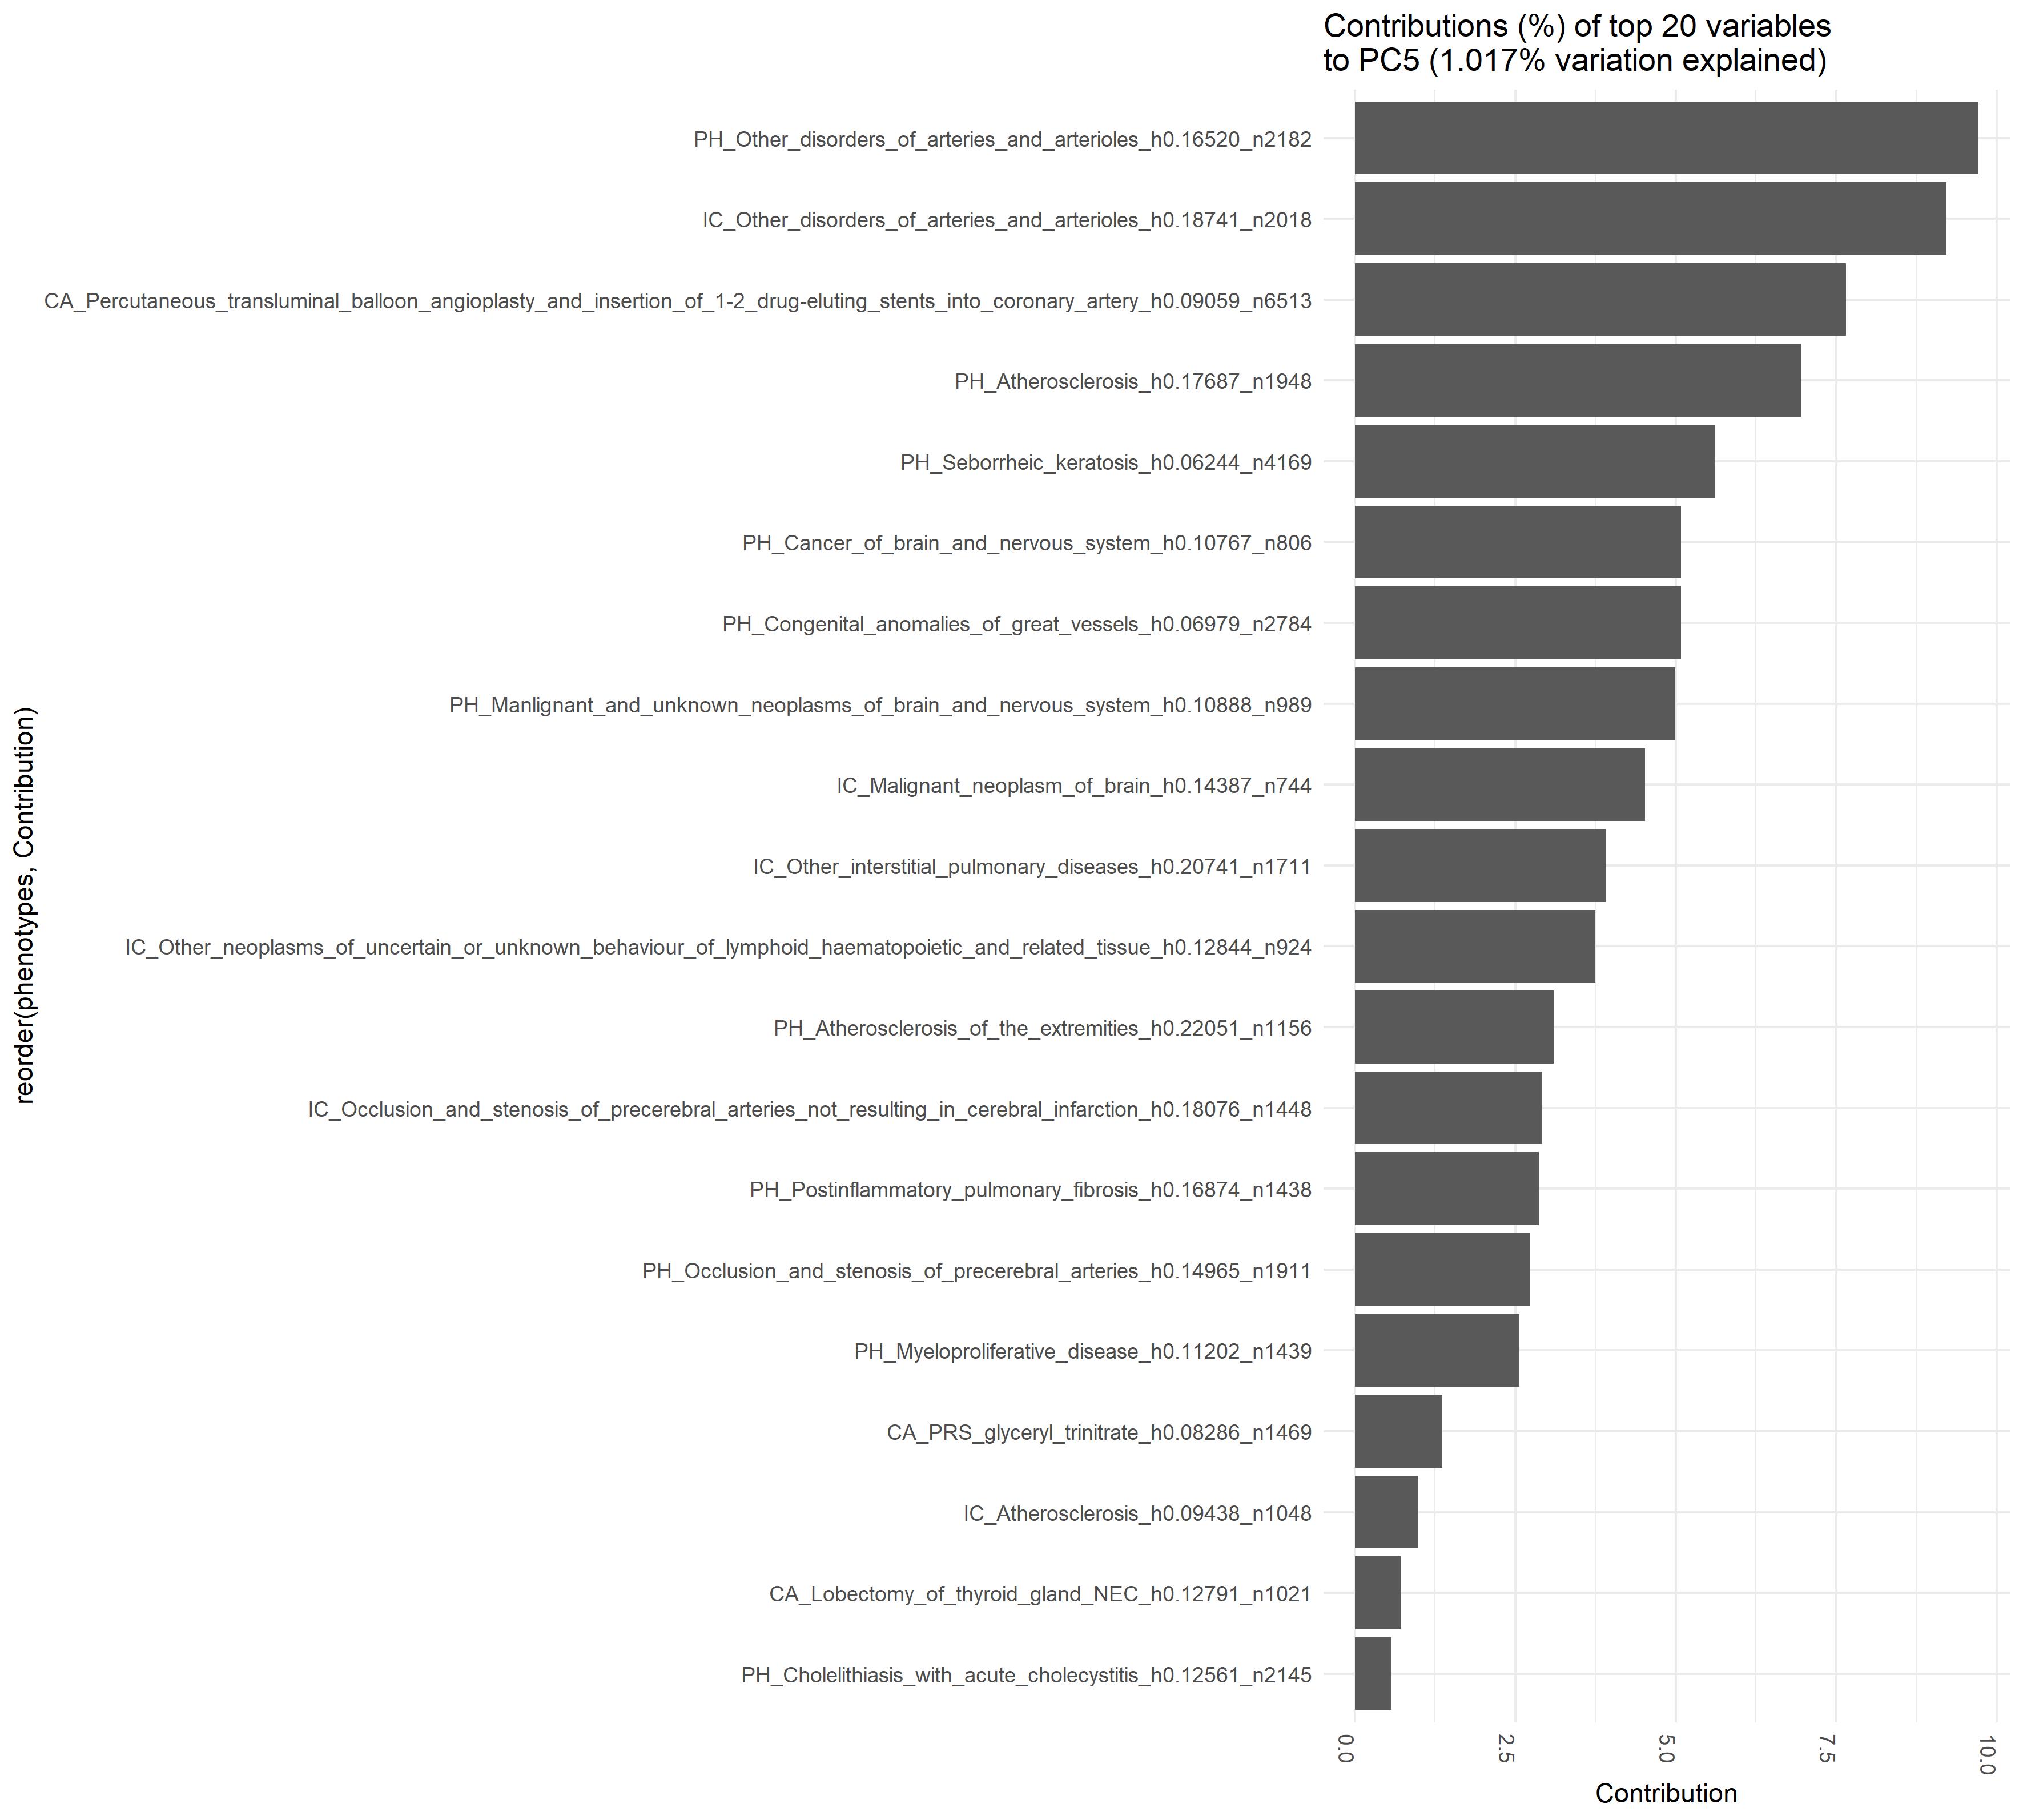 Contributions (%) of top 20 variables
to PC5 (1.017% variation explained)
PH_Other_disorders_of_arteries_and_arterioles_h0.16520_n2182
IC_Other_disorders_of_arteries_and_arterioles_h0.18741_n2018
CA_Percutaneous_transluminal_balloon_angioplasty_and_insertion_of_1-2_drug-eluting_stents_into_coronary_artery_h0.09059_n6513
PH_Atherosclerosis_h0.17687_n1948
PH_Seborrheic_keratosis_h0.06244_n4169
PH_Cancer_of_brain_and_nervous_system_h0.10767_n806
PH_Congenital_anomalies_of_great_vessels_h0.06979_n2784
PH_Manlignant_and_unknown_neoplasms_of_brain_and_nervous_system_h0.10888_n989
IC_Malignant_neoplasm_of_brain_h0.14387_n744
IC_Other_interstitial_pulmonary_diseases_h0.20741_n1711
IC_Other_neoplasms_of_uncertain_or_unknown_behaviour_of_lymphoid_haematopoietic_and_related_tissue_h0.12844_n924
PH_Atherosclerosis_of_the_extremities_h0.22051_n1156
IC_Occlusion_and_stenosis_of_precerebral_arteries_not_resulting_in_cerebral_infarction_h0.18076_n1448
PH_Postinflammatory_pulmonary_fibrosis_h0.16874_n1438
PH_Occlusion_and_stenosis_of_precerebral_arteries_h0.14965_n1911
PH_Myeloproliferative_disease_h0.11202_n1439
CA_PRS_glyceryl_trinitrate_h0.08286_n1469
IC_Atherosclerosis_h0.09438_n1048
CA_Lobectomy_of_thyroid_gland_NEC_h0.12791_n1021
PH_Cholelithiasis_with_acute_cholecystitis_h0.12561_n2145
reorder(phenotypes, Contribution)
0.0
2.5
5.0
7.5
10.0
Contribution